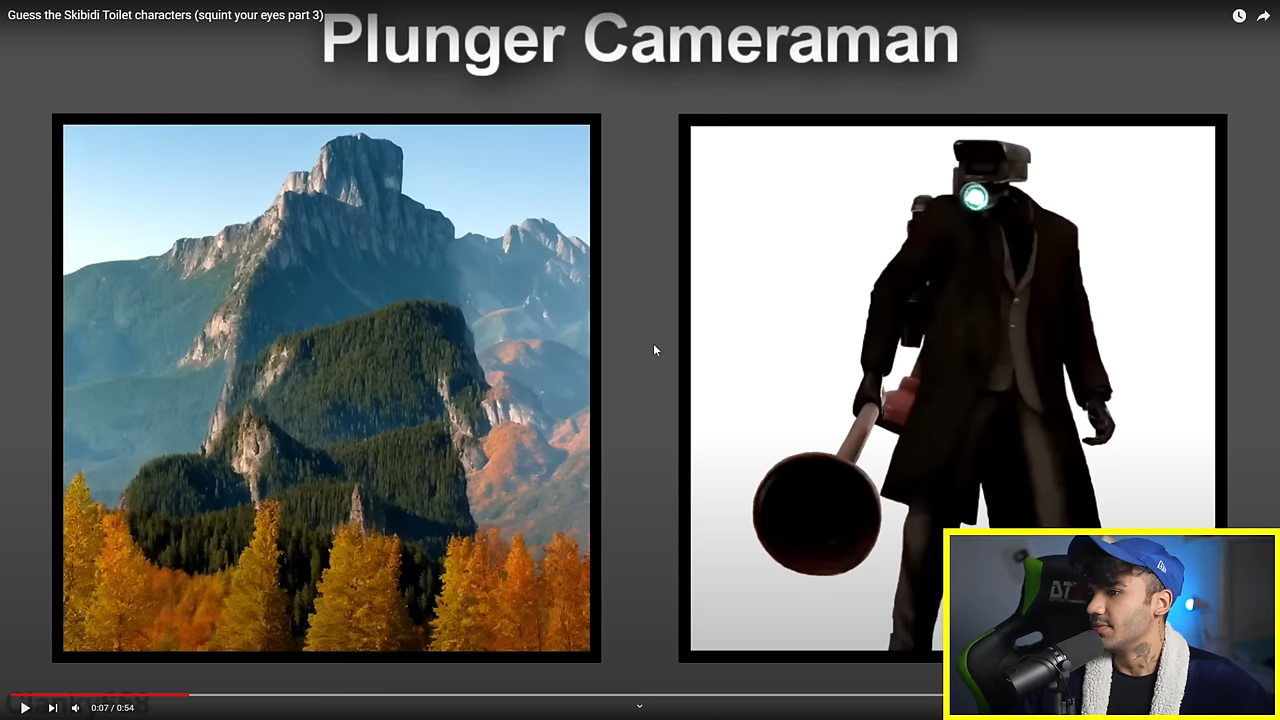 Guess the Skibidi Toilet characters (squint your eyes part 3)
Plunger Cameraman
0:07 / 0:54